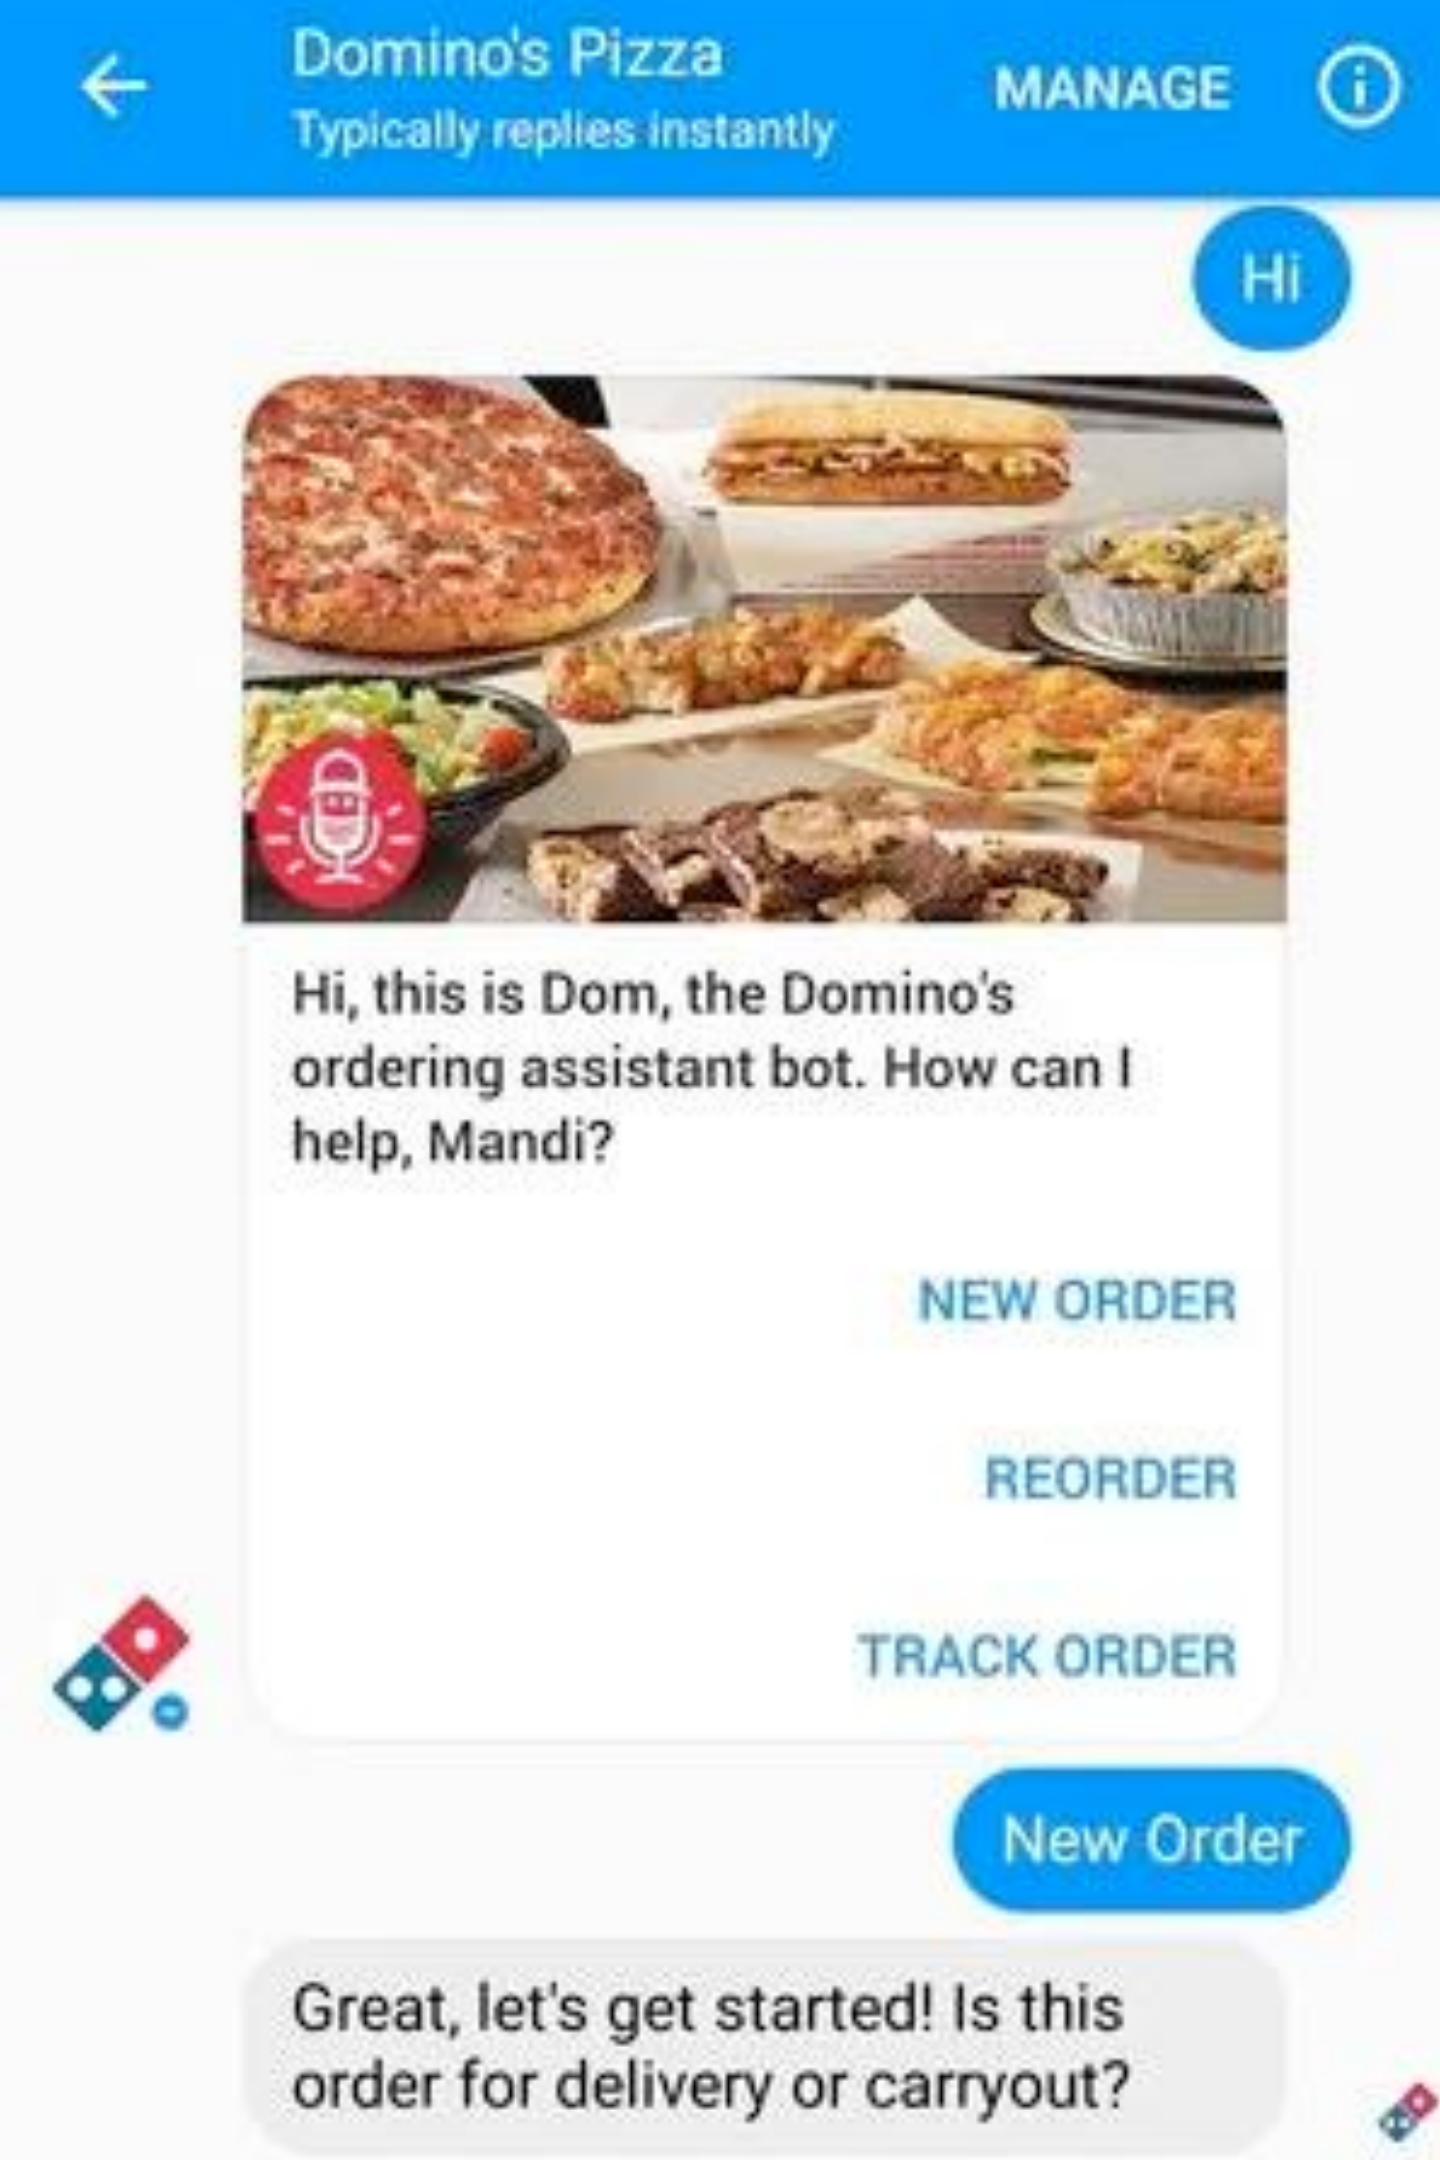 Domino's Pizza
Typically replies instantly
MANAGE
Hi
Hi, this is Dom, the Domino's
ordering assistant bot. How can I
help, Mandi?
NEW ORDER
REORDER
TRACK ORDER
New Order
Great, let's get started! Is this
order for delivery or carryout?